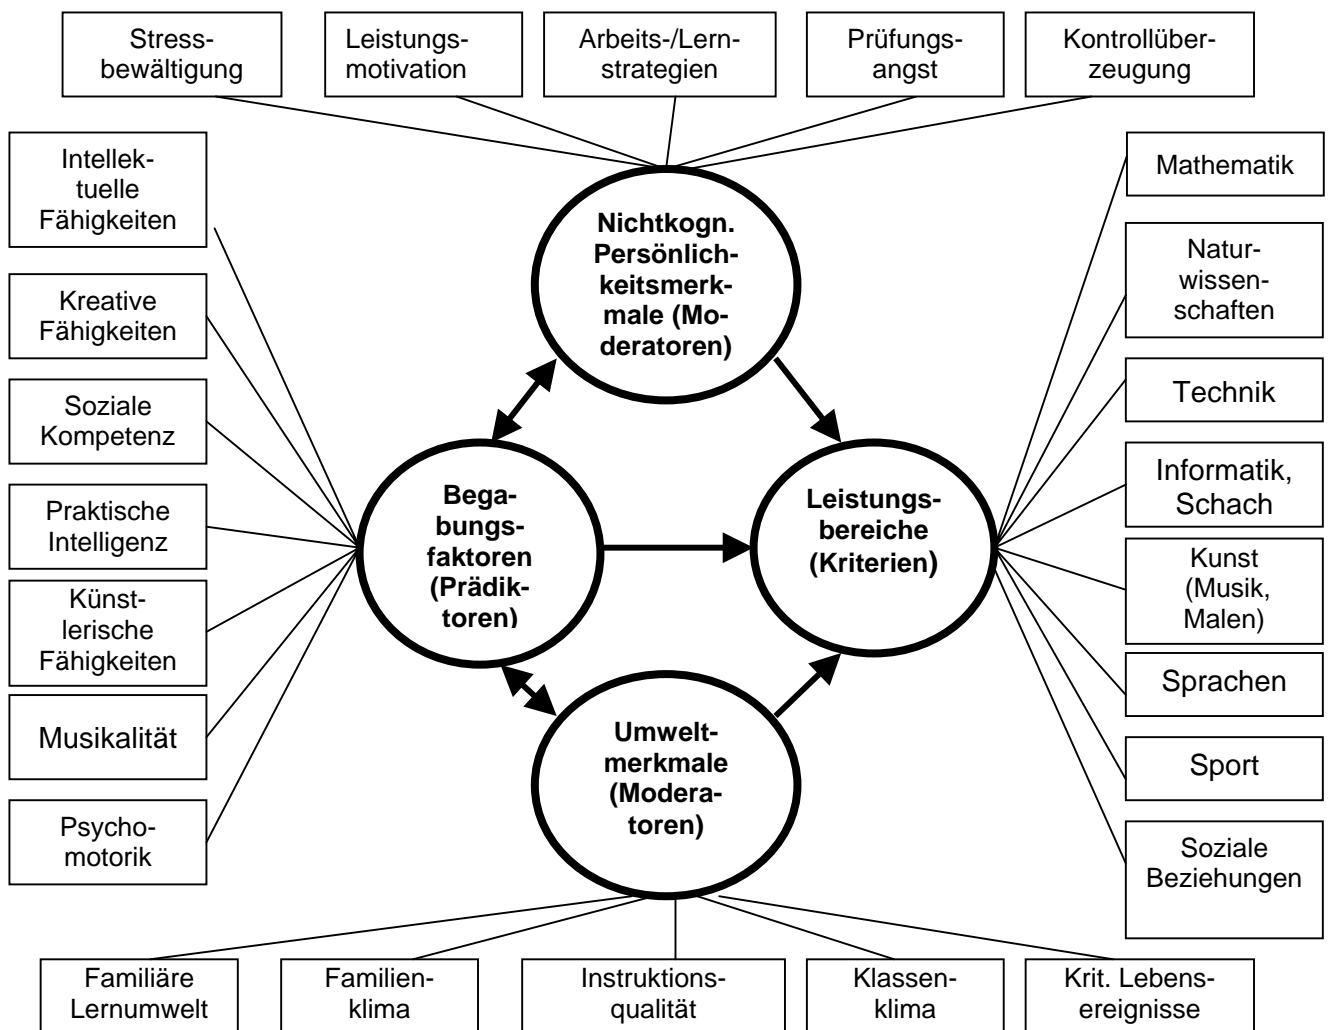 Stress-
bewältigung
Leistungs-
motivation
Arbeits-/Lern-
strategien
Prüfungs-
angst
Kontrollüber-
zeugung
Intellek-
tuelle
Fähigkeiten
Kreative
Fähigkeiten
Soziale
Kompetenz
Praktische
Intelligenz
Künst-
lerische
Fähigkeiten
Musikalität
Psycho-
motorik
Nichtkogn.
Persönlich-
keitsmerk-
male (Mo-
deratoren)
Bega-
bungs-
faktoren
(Prädik-
toren)
Leistungs-
bereiche
(Kriterien)
Umwelt-
merkmale
(Modera-
toren)
Mathematik
Natur-
wissen-
schaften
Technik
Informatik,
Schach
Kunst
(Musik,
Malen)
Sprachen
Sport
Soziale
Beziehungen
Familiäre
Lernumwelt
Familien-
klima
Instruktions-
qualität
Klassen-
klima
Krit. Lebens-
ereignisse